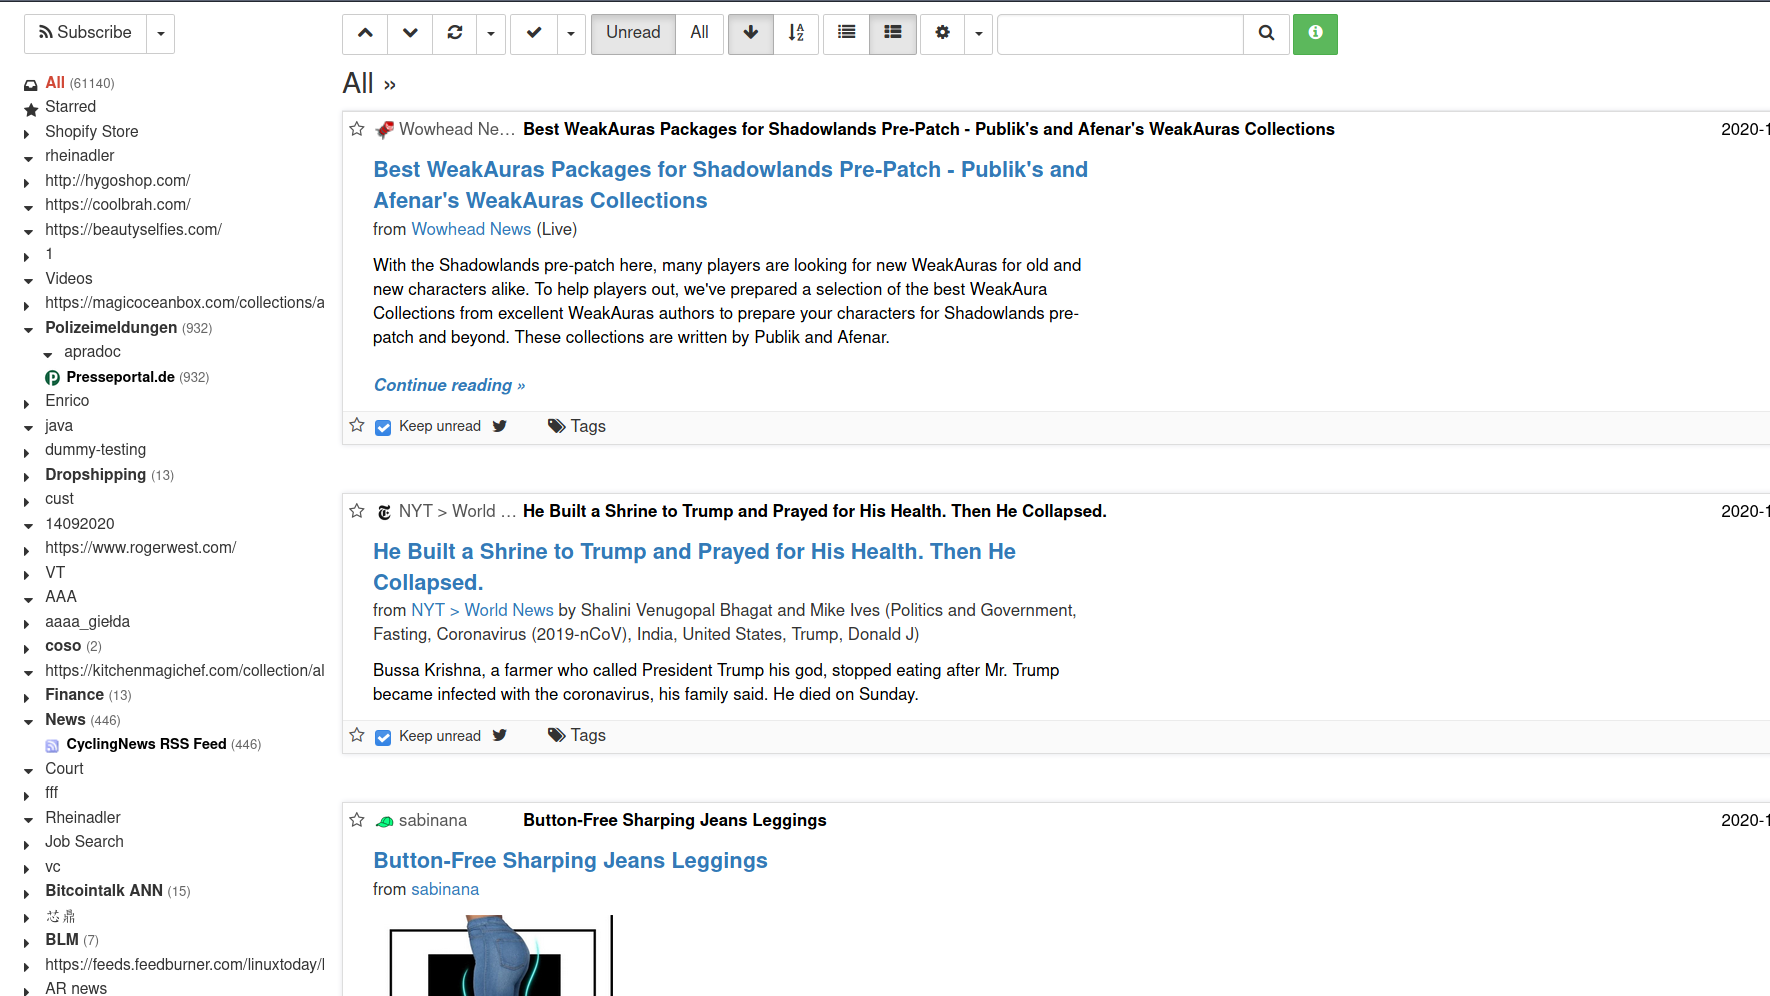 Subscribe
Unread
All
All (61140)
Starred
Shopify Store
rheinadler
http://hygoshop.com/
https://coolbrah.com/
https://beautyselfies.com/
1
Videos
https://magicoceanbox.com/collections/a
Polizeimeldungen (932)
apradoc
Presseportal.de (932)
Enrico
java
dummy-testing
Dropshipping (13)
cust
14092020
https://www.rogerwest.com/
VT
AAA
aaaa_giełda
coso (2)
https://kitchenmagichef.com/collection/al
Finance (13)
News (446)
CyclingNews RSS Feed (446)
Court
fff
Rheinadler
Job Search
vc
Bitcointalk ANN (15)
芯鼎
BLM (7)
https://feeds.feedburner.com/linuxtoday/l
AR news
All »
Wowhead Ne… Best WeakAuras Packages for Shadowlands Pre-Patch - Publik's and Afenar's WeakAuras Collections 2020-1
Best WeakAuras Packages for Shadowlands Pre-Patch - Publik's and
Afenar's WeakAuras Collections
from Wowhead News (Live)
With the Shadowlands pre-patch here, many players are looking for new WeakAuras for old and
new characters alike. To help players out, we've prepared a selection of the best WeakAura
Collections from excellent WeakAuras authors to prepare your characters for Shadowlands pre-
patch and beyond. These collections are written by Publik and Afenar.
Continue reading »
Keep unread Tags
NYT > World … He Built a Shrine to Trump and Prayed for His Health. Then He Collapsed. 2020-1
He Built a Shrine to Trump and Prayed for His Health. Then He
Collapsed.
from NYT > World News by Shalini Venugopal Bhagat and Mike Ives (Politics and Government,
Fasting, Coronavirus (2019-nCoV), India, United States, Trump, Donald J)
Bussa Krishna, a farmer who called President Trump his god, stopped eating after Mr. Trump
became infected with the coronavirus, his family said. He died on Sunday.
Keep unread Tags
sabinana Button-Free Sharping Jeans Leggings 2020-1
Button-Free Sharping Jeans Leggings
from sabinana